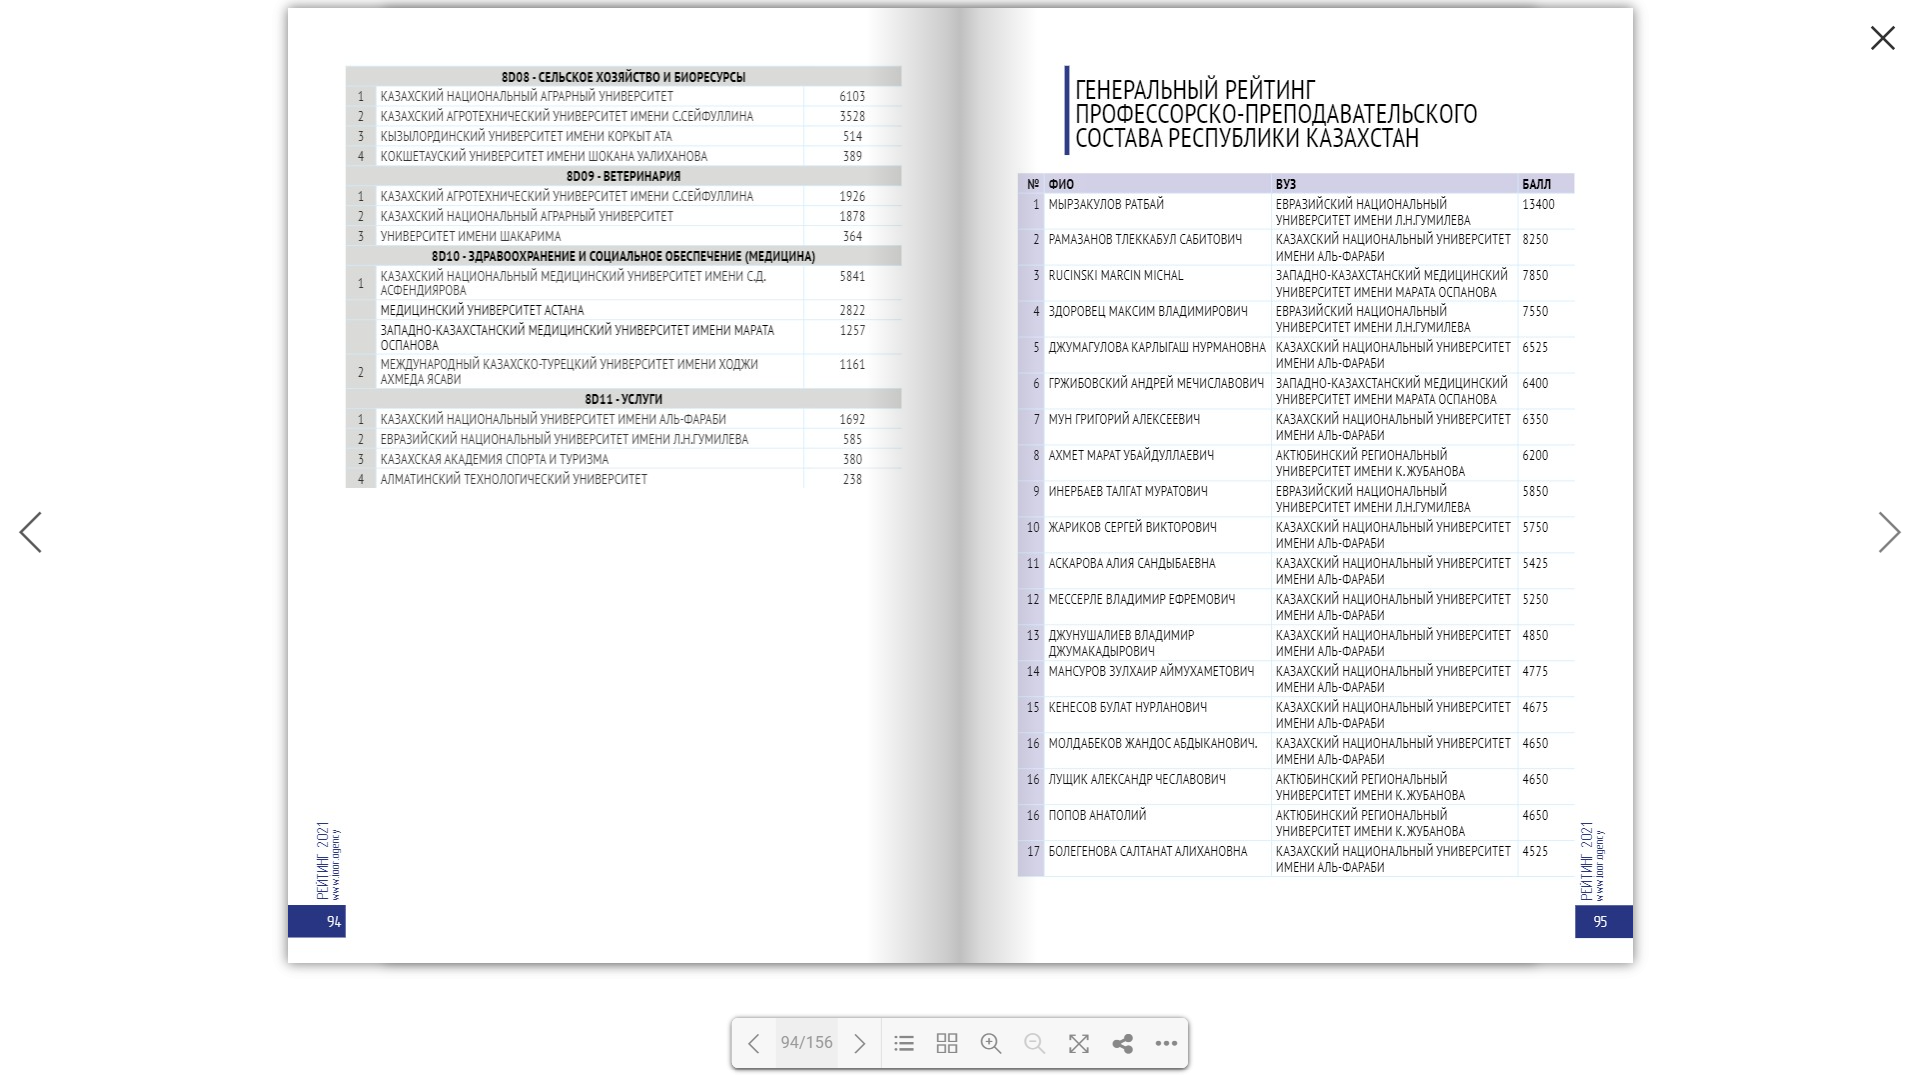 8D08 - СЕЛЬСКОЕ ХОЗЯЙСТВО И БИОРЕСУРСЫ
1 КАЗАХСКИЙ НАЦИОНАЛЬНЫЙ АГРАРНЫЙ УНИВЕРСИТЕТ 6103
2 КАЗАХСКИЙ АГРОТЕХНИЧЕСКИЙ УНИВЕРСИТЕТ ИМЕНИ С.СЕЙФУЛЛИНА 3528
3 КЫЗЫЛОРДИНСКИЙ УНИВЕРСИТЕТ ИМЕНИ КОРКЫТ АТА 514
4 КОКШЕТАУСКИЙ УНИВЕРСИТЕТ ИМЕНИ ШОКАНА УАЛИХАНОВА 389
8D09 - ВЕТЕРИНАРИЯ
1 КАЗАХСКИЙ АГРОТЕХНИЧЕСКИЙ УНИВЕРСИТЕТ ИМЕНИ С.СЕЙФУЛЛИНА 1926
2 КАЗАХСКИЙ НАЦИОНАЛЬНЫЙ АГРАРНЫЙ УНИВЕРСИТЕТ 1878
3 УНИВЕРСИТЕТ ИМЕНИ ШАКАРИМА 364
8D10 - ЗДРАВООХРАНЕНИЕ И СОЦИАЛЬНОЕ ОБЕСПЕЧЕНИЕ (МЕДИЦИНА)
1 КАЗАХСКИЙ НАЦИОНАЛЬНЫЙ МЕДИЦИНСКИЙ УНИВЕРСИТЕТ ИМЕНИ С.Д. 5841
АСФЕНДИЯРОВА
МЕДИЦИНСКИЙ УНИВЕРСИТЕТ АСТАНА 2822
ЗАПАДНО-КАЗАХСТАНСКИЙ МЕДИЦИНСКИЙ УНИВЕРСИТЕТ ИМЕНИ МАРАТА 1257
ОСПАНОВА
2 МЕЖДУНАРОДНЫЙ КАЗАХСКО-ТУРЕЦКИЙ УНИВЕРСИТЕТ ИМЕНИ ХОДЖИ 1161
АХМЕДА ЯСАВИ
8D11 - УСЛУГИ
1 КАЗАХСКИЙ НАЦИОНАЛЬНЫЙ УНИВЕРСИТЕТ ИМЕНИ АЛЬ-ФАРАБИ 1692
2 ЕВРАЗИЙСКИЙ НАЦИОНАЛЬНЫЙ УНИВЕРСИТЕТ ИМЕНИ Л.Н.ГУМИЛЕВА 585
3 КАЗАХСКАЯ АКАДЕМИЯ СПОРТА И ТУРИЗМА 380
4 АЛМАТИНСКИЙ ТЕХНОЛОГИЧЕСКИЙ УНИВЕРСИТЕТ 238
РЕЙТИНГ 2021
www.iaar.agency
94
ГЕНЕРАЛЬНЫЙ РЕЙТИНГ
ПРОФЕССОРСКО-ПРЕПОДАВАТЕЛЬСКОГО
СОСТАВА РЕСПУБЛИКИ КАЗАХСТАН
№ ФИО ВУЗ БАЛЛ
1 МЫРЗАКУЛОВ РАТБАЙ ЕВРАЗИЙСКИЙ НАЦИОНАЛЬНЫЙ 13400
УНИВЕРСИТЕТ ИМЕНИ Л.Н.ГУМИЛЕВА
2 РАМАЗАНОВ ТЛЕККАБУЛ САБИТОВИЧ КАЗАХСКИЙ НАЦИОНАЛЬНЫЙ УНИВЕРСИТЕТ 8250
ИМЕНИ АЛЬ-ФАРАБИ
3 RUCINSKI MARCIN MICHAL ЗАПАДНО-КАЗАХСТАНСКИЙ МЕДИЦИНСКИЙ 7850
УНИВЕРСИТЕТ ИМЕНИ МАРАТА ОСПАНОВА
4 ЗДОРОВЕЦ МАКСИМ ВЛАДИМИРОВИЧ ЕВРАЗИЙСКИЙ НАЦИОНАЛЬНЫЙ 7550
УНИВЕРСИТЕТ ИМЕНИ Л.Н.ГУМИЛЕВА
5 ДЖУМАГУЛОВА КАРЛЫГАШ НУРМАНОВНА КАЗАХСКИЙ НАЦИОНАЛЬНЫЙ УНИВЕРСИТЕТ 6525
ИМЕНИ АЛЬ-ФАРАБИ
6 ГРЖИБОВСКИЙ АНДРЕЙ МЕЧИСЛАВОВИЧ ЗАПАДНО-КАЗАХСТАНСКИЙ МЕДИЦИНСКИЙ 6400
УНИВЕРСИТЕТ ИМЕНИ МАРАТА ОСПАНОВА
7 МУН ГРИГОРИЙ АЛЕКСЕЕВИЧ КАЗАХСКИЙ НАЦИОНАЛЬНЫЙ УНИВЕРСИТЕТ 6350
ИМЕНИ АЛЬ-ФАРАБИ
8 АХМЕТ МАРАТ УБАЙДУЛЛАЕВИЧ АКТЮБИНСКИЙ РЕГИОНАЛЬНЫЙ 6200
УНИВЕРСИТЕТ ИМЕНИ К.ЖУБАНОВА
9 ИНЕРБАЕВ ТАЛГАТ МУРАТОВИЧ ЕВРАЗИЙСКИЙ НАЦИОНАЛЬНЫЙ 5850
УНИВЕРСИТЕТ ИМЕНИ Л.Н.ГУМИЛЕВА
10 ЖАРИКОВ СЕРГЕЙ ВИКТОРОВИЧ КАЗАХСКИЙ НАЦИОНАЛЬНЫЙ УНИВЕРСИТЕТ 5750
ИМЕНИ АЛЬ-ФАРАБИ
11 АСКАРОВА АЛИЯ САНДЫБАЕВНА КАЗАХСКИЙ НАЦИОНАЛЬНЫЙ УНИВЕРСИТЕТ 5425
ИМЕНИ АЛЬ-ФАРАБИ
12 МЕССЕРЛЕ ВЛАДИМИР ЕФРЕМОВИЧ КАЗАХСКИЙ НАЦИОНАЛЬНЫЙ УНИВЕРСИТЕТ 5250
ИМЕНИ АЛЬ-ФАРАБИ
13 ДЖУНУШАЛИЕВ ВЛАДИМИР КАЗАХСКИЙ НАЦИОНАЛЬНЫЙ УНИВЕРСИТЕТ 4850
ДЖУМАКАДЫРОВИЧ ИМЕНИ АЛЬ-ФАРАБИ
14 МАНСУРОВ ЗУЛХАИР АЙМУХАМЕТОВИЧ КАЗАХСКИЙ НАЦИОНАЛЬНЫЙ УНИВЕРСИТЕТ 4775
ИМЕНИ АЛЬ-ФАРАБИ
15 КЕНЕСОВ БУЛАТ НУРЛАНОВИЧ КАЗАХСКИЙ НАЦИОНАЛЬНЫЙ УНИВЕРСИТЕТ 4675
ИМЕНИ АЛЬ-ФАРАБИ
16 МОЛДАБЕКОВ ЖАНДОС АБДЫКАНОВИЧ. КАЗАХСКИЙ НАЦИОНАЛЬНЫЙ УНИВЕРСИТЕТ 4650
ИМЕНИ АЛЬ-ФАРАБИ
16 ЛУЩИК АЛЕКСАНДР ЧЕСЛАВОВИЧ АКТЮБИНСКИЙ РЕГИОНАЛЬНЫЙ 4650
УНИВЕРСИТЕТ ИМЕНИ К.ЖУБАНОВА
16 ПОПОВ АНАТОЛИЙ АКТЮБИНСКИЙ РЕГИОНАЛЬНЫЙ 4650
УНИВЕРСИТЕТ ИМЕНИ К.ЖУБАНОВА
17 БОЛЕГЕНОВА САЛТАНАТ АЛИХАНОВНА КАЗАХСКИЙ НАЦИОНАЛЬНЫЙ УНИВЕРСИТЕТ 4525
ИМЕНИ АЛЬ-ФАРАБИ
РЕЙТИНГ 2021
www.iaar.agency
95
94/156